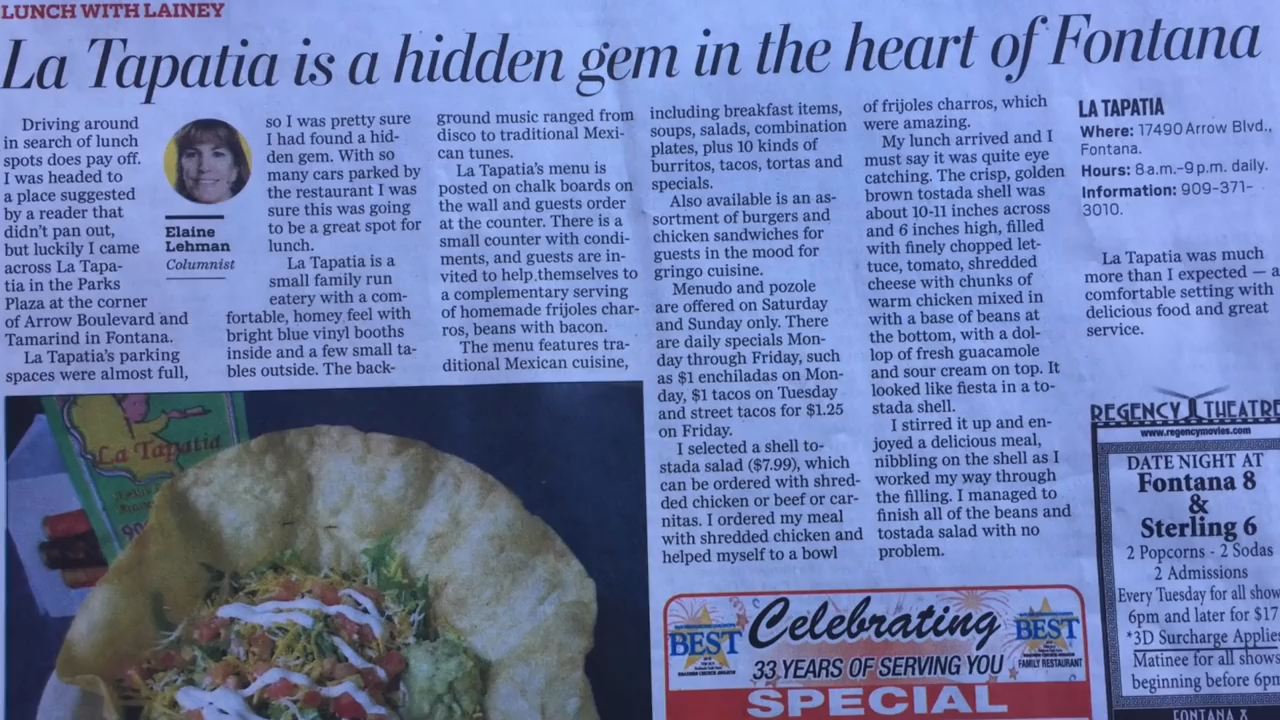 LUNCH WITH LAINEY
La Tapatia is a hidden gem in the heart of Fontana
Driving around
in search of lunch
spots does pay off.
I was headed to
a place suggested
by a reader that
didn't pan out,
but luckily I came
across La Tapa-
tia in the Parks
Plaza at the corner
of Arrow Boulevard and
Tamarind in Fontana.
La Tapatia's parking
spaces were almost full,
Elaine
Lehman
Columnist
so I was pretty sure
I had found a hid-
den gem. With so
many cars parked by
the restaurant I was
sure this was going
to be a great spot for
lunch.
La Tapatia is a
small family run
eatery with a com-
fortable, homey feel with
bright blue vinyl booths
inside and a few small ta-
bles outside. The back-
ground music ranged from
disco to traditional Mexi-
can tunes.
La Tapatia's menu is
posted on chalk boards on
the wall and guests order
at the counter. There is a
small counter with condi-
ments, and guests are in-
vited to help themselves to
a complementary serving
of homemade frijoles char-
ros, beans with bacon.
The menu features tra-
ditional Mexican cuisine,
including breakfast items,
soups, salads, combination
plates, plus 10 kinds of
burritos, tacos, tortas and
specials.
Also available is an as-
sortment of burgers and
chicken sandwiches for
guests in the mood for
gringo cuisine.
Menudo and pozole
are offered on Saturday
and Sunday only. There
are daily specials Mon-
day through Friday, such
as $1 enchiladas on Mon-
day, $1 tacos on Tuesday
and street tacos for $1.25
on Friday.
I selected a shell to-
stada salad ($7.99), which
can be ordered with shred-
ded chicken or beef or car-
nitas. I ordered my meal
with shredded chicken and
helped myself to a bowl
of frijoles charros, which
were amazing.
My lunch arrived and I
must say it was quite eye
catching. The crisp, golden
brown tostada shell was
about 10-11 inches across
and 6 inches high, filled
with finely chopped let-
tuce, tomato, shredded
cheese with chunks of
warm chicken mixed in
with a base of beans at
the bottom, with a dol-
lop of fresh guacamole
and sour cream on top. It
looked like fiesta in a to-
stada shell.
I stirred it up and en-
joyed a delicious meal,
nibbling on the shell as I
worked my way through
the filling. I managed to
finish all of the beans and
tostada salad with no
problem.
LA TAPATIA
Where: 17490 Arrow Blvd.,
Fontana.
Hours: 8 a.m.-9 p.m. daily.
Information: 909-371-
3010.
La Tapatia was much
more than I expected — a
comfortable setting with
delicious food and great
service.
La Tapatia
BEST
Celebrating
33 YEARS OF SERVING YOU
BEST
FAMILY RESTAURANT
SPECIAL
REGENCY THEATRE
www.regencymovies.com
DATE NIGHT AT
Fontana 8
&
Sterling 6
2 Popcorns - 2 Sodas
2 Admissions
Every Tuesday for all show
6pm and later for $17
*3D Surcharge Applies
Matinee for all shows
beginning before 6pm
FONTANA X